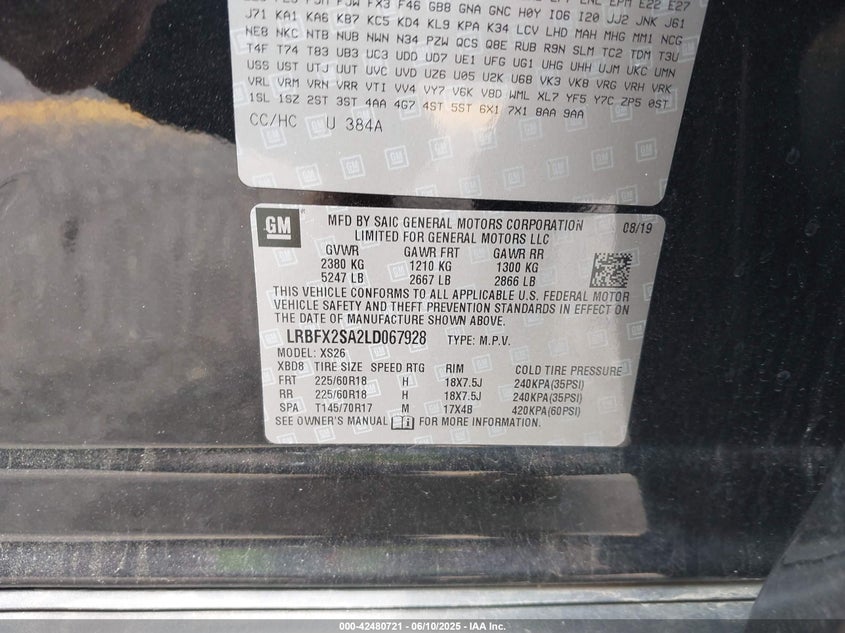 J71 KA1 KA6 KB7 KC5 KD4 KL9 KPA K34 LCV LHD MAH MHG MM1 NCG
NE8 NKC NTB NUB NWN N34 PZW QCS Q8E RUB R9N SLM TC2 TDM T3U
T4F T74 T83 UB3 UC3 UDD UD7 UE1 UFG UG1 UHG UHH UJM UKC UMN
USS UST UTJ UUT UVC UVD UZ6 U05 U2K U68 VK3 VKB VRG VRH VRK
VRL VRM VRN VRR VTI VV4 VY7 V6K V8D WML XL7 YF5 Y7C ZP5 0ST
1SL 1SZ 2ST 3ST 4AA 4G7 4ST 5ST 6X1 7X1 8AA 9AA
CC/HC U 384A
GM
MFD BY SAIC GENERAL MOTORS CORPORATION 08/19
LIMITED FOR GENERAL MOTORS LLC
GVWR GAWR FRT GAWR RR
2380 KG 1210 KG 1300 KG
5247 LB 2667 LB 2866 LB
THIS VEHICLE CONFORMS TO ALL APPLICABLE U.S. FEDERAL MOTOR
VEHICLE SAFETY AND THEFT PREVENTION STANDARDS IN EFFECT ON
THE DATE OF MANUFACTURE SHOWN ABOVE.
LRBFX2SA2LD067928 TYPE: M.P.V.
MODEL: XS26
XBD8 TIRE SIZE SPEED RTG RIM COLD TIRE PRESSURE
FRT 225/60R18 H 18X7.5J 240KPA(35PSI)
RR 225/60R18 H 18X7.5J 240KPA(35PSI)
SPA T145/70R17 M 17X4B 420KPA(60PSI)
SEE OWNER'S MANUAL FOR MORE INFORMATION.
000-42480721 - 06/10/2025 - IAA Inc.